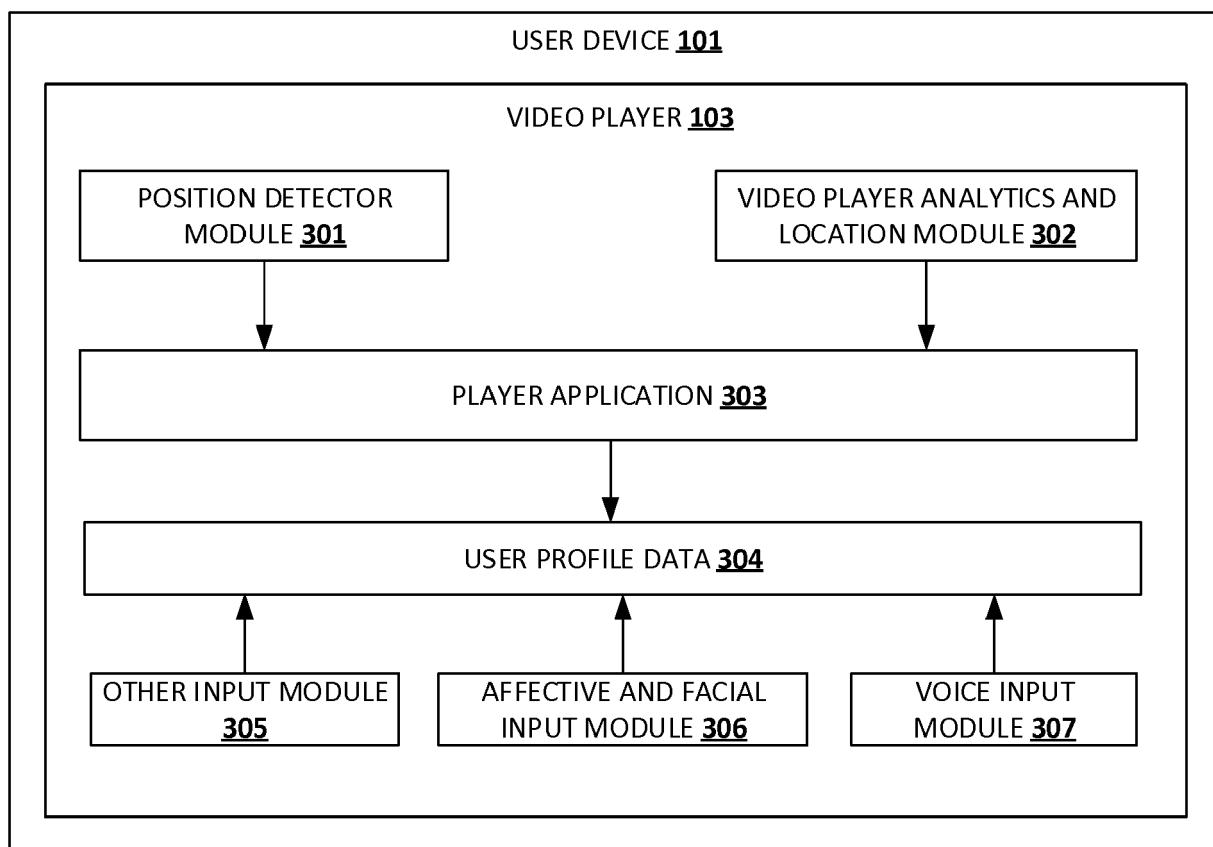 USER DEVICE 101
VIDEO PLAYER 103
POSITION DETECTOR
MODULE 301
VIDEO PLAYER ANALYTICS AND
LOCATION MODULE 302
PLAYER APPLICATION 303
USER PROFILE DATA 304
OTHER INPUT MODULE
305
AFFECTIVE AND FACIAL
INPUT MODULE 306
VOICE INPUT
MODULE 307